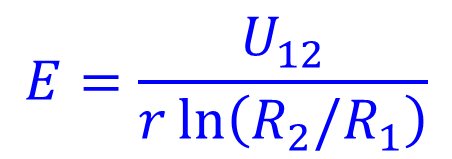 E = U₁₂ / (r ln(R₂/R₁))